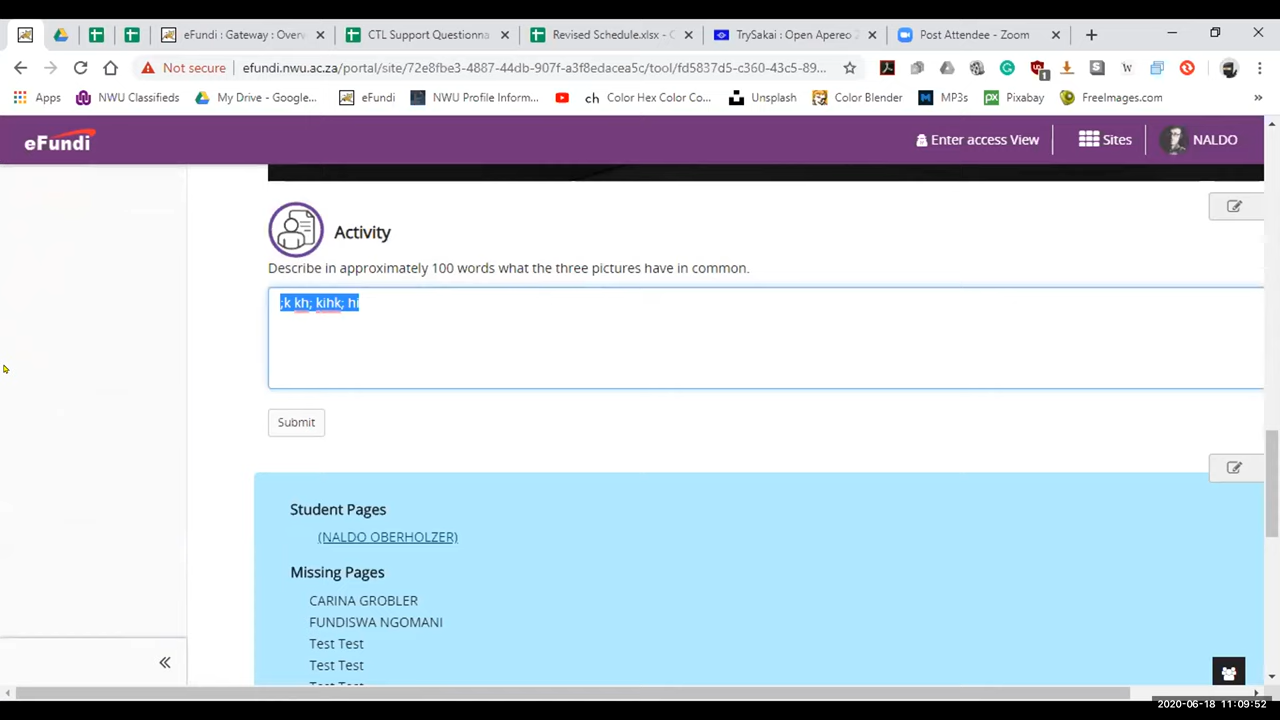 eFundi : Gateway : Over
CTL Support Questionna
Revised Schedule.xlsx -
TrySakai : Open Apereo
Post Attendee - Zoom
Not secure
efundi.nwu.ac.za/portal/site/72e8fbe3-4887-44db-907f-a3f8edacea5c/tool/fd5837d5-c360-43c5-89...
Apps
NWU Classifieds
My Drive - Google...
eFundi
NWU Profile Inform...
Color Hex Color Co...
Unsplash
Color Blender
MP3s
Pixabay
FreeImages.com
eFundi
Enter access View
Sites
NALDO
Activity
Describe in approximately 100 words what the three pictures have in common.
;k kh; kihk; hi
Submit
Student Pages
(NALDO OBERHOLZER)
Missing Pages
CARINA GROBLER
FUNDISWA NGOMANI
Test Test
Test Test
2020-06-18 11:09:52